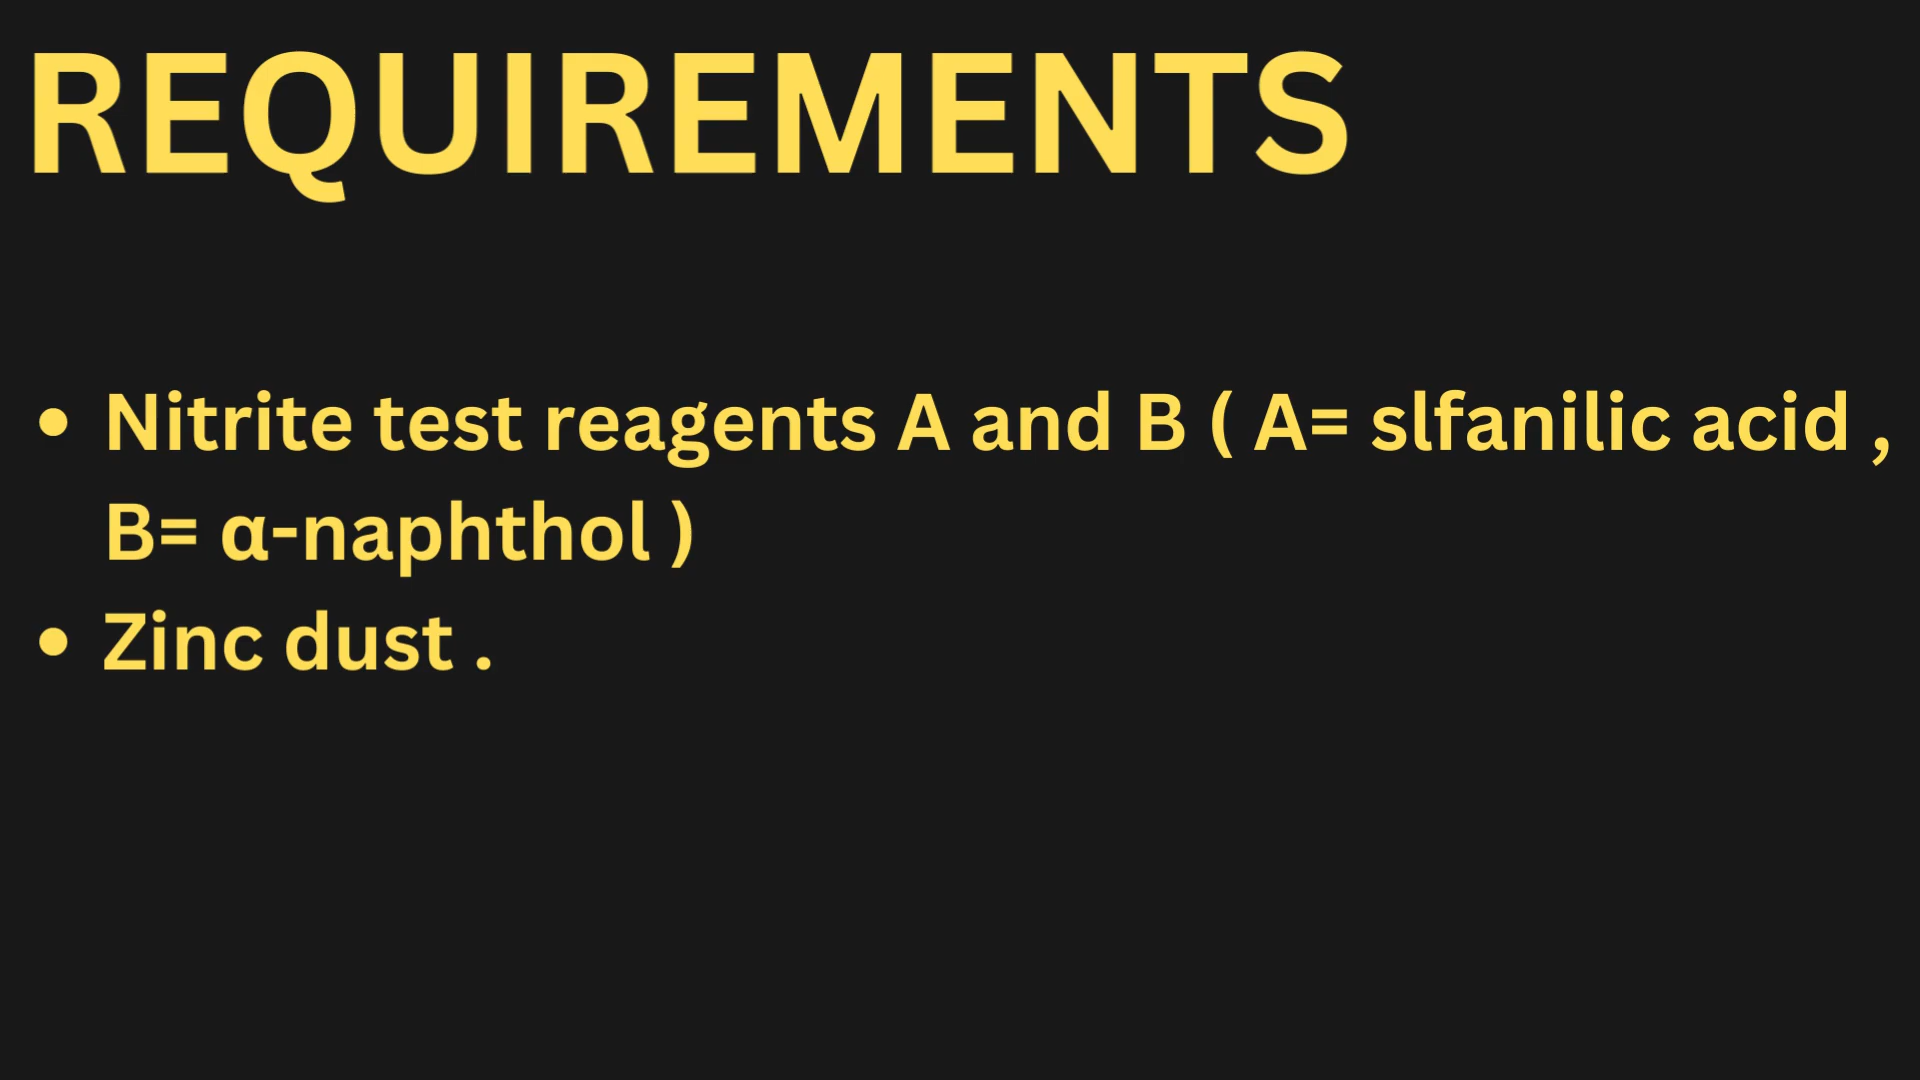 REQUIREMENTS
• Nitrite test reagents A and B ( A= slfanilic acid ,
B= α-naphthol )
• Zinc dust .